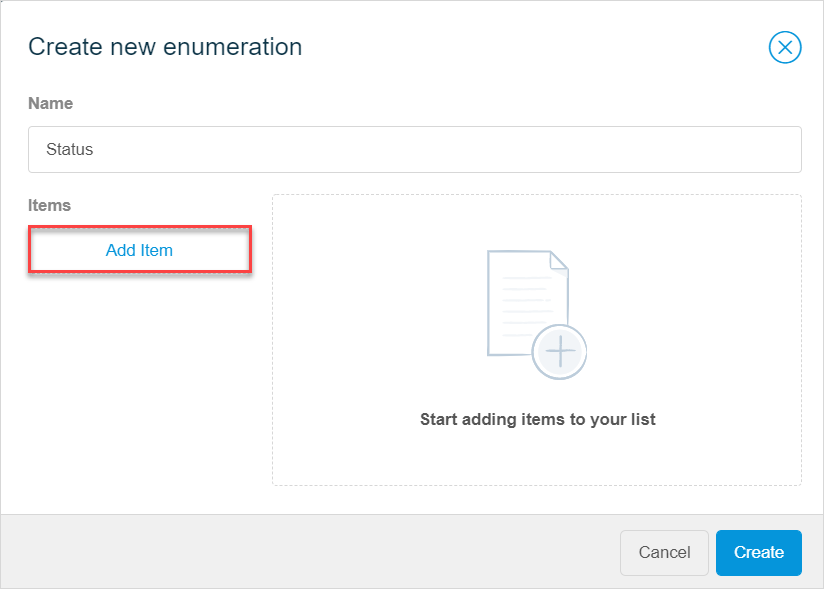 Create new enumeration
Name
Status
Items
Add Item
Start adding items to your list
Cancel
Create